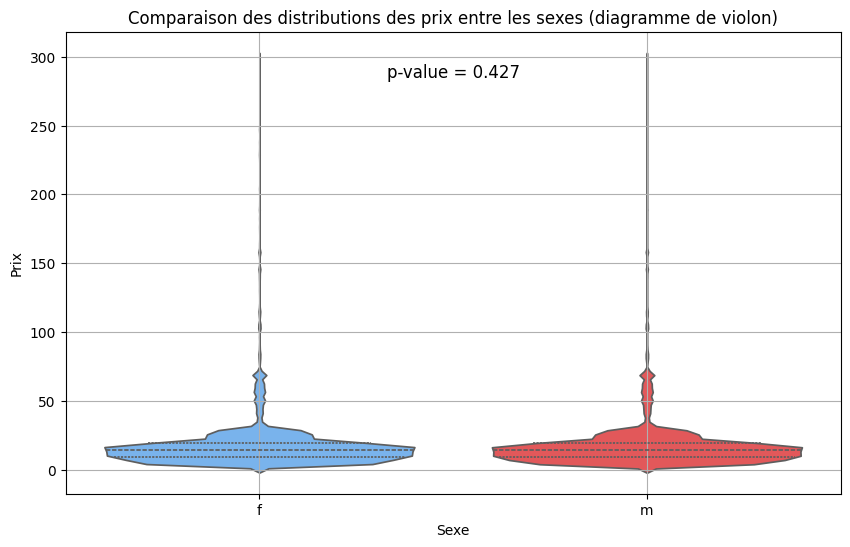 Comparaison des distributions des prix entre les sexes (diagramme de violon)
p-value = 0.427
300
250
200
150
100
50
0
Prix
f
m
Sexe